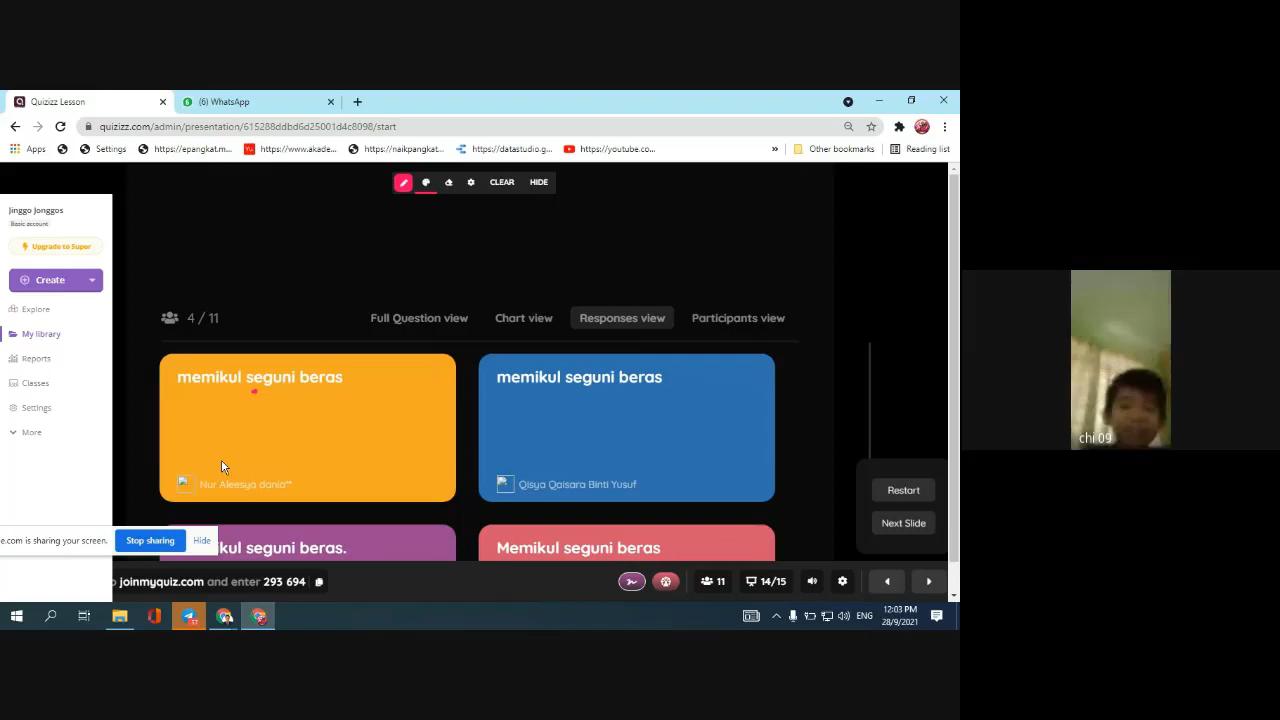 Quizizz Lesson
(6) WhatsApp
quizizz.com/admin/presentation/615288ddbd6d25001d4c8098/start
Apps
Settings
https://epangkat.m...
https://www.akade...
https://naikpangkat...
https://datastudio.g...
https://youtube.co...
»
Other bookmarks
Reading list
CLEAR
HIDE
Jinggo Jonggos
Basic account
Upgrade to Super
Create
Explore
My library
Reports
Classes
Settings
More
4 / 11
Full Question view
Chart view
Responses view
Participants view
memikul seguni beras
Nur Aleesya dania**
memikul seguni beras
Qisya Qaisara Binti Yusuf
kul seguni beras.
Memikul seguni beras
Restart
Next Slide
e.com is sharing your screen.
Stop sharing
Hide
joinmyquiz.com and enter 293 694
11
14/15
ENG
12:03 PM
28/9/2021
chi 09